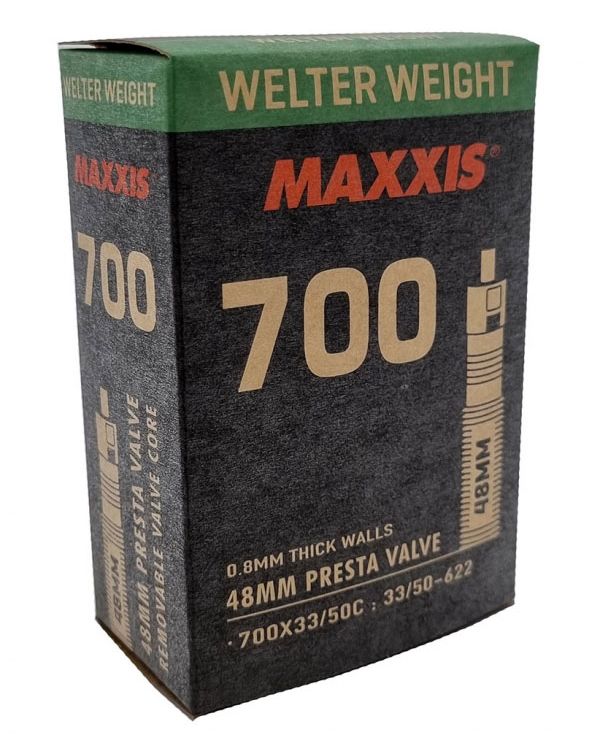 WELTER WEIGHT
MAXXIS®
700
48MM
0.8MM THICK WALLS
48MM PRESTA VALVE
· 700X33/50C : 33/50-622
WELTER WEIGHT
MAXXIS
700
48MM
48MM PRESTA VALVE
REMOVABLE VALVE CORE